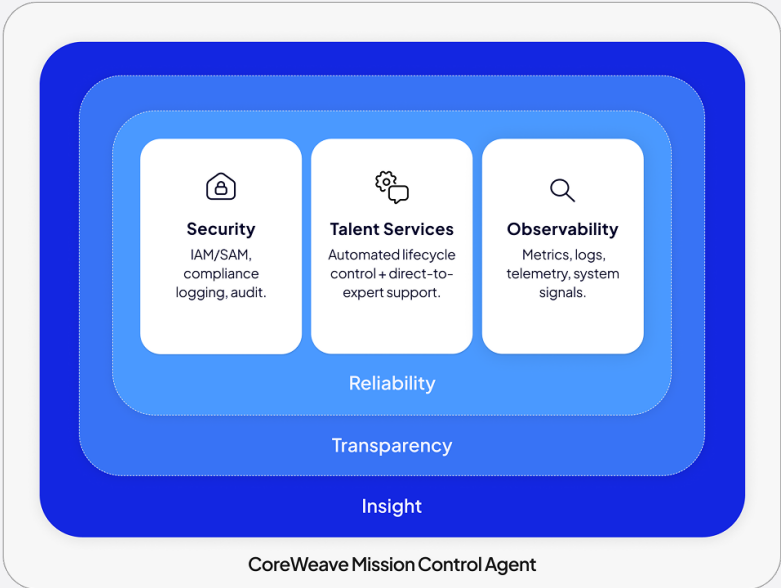 Security
IAM/SAM,
compliance
logging, audit.
Talent Services
Automated lifecycle
control + direct-to-
expert support.
Observability
Metrics, logs,
telemetry, system
signals.
Reliability
Transparency
Insight
CoreWeave Mission Control Agent